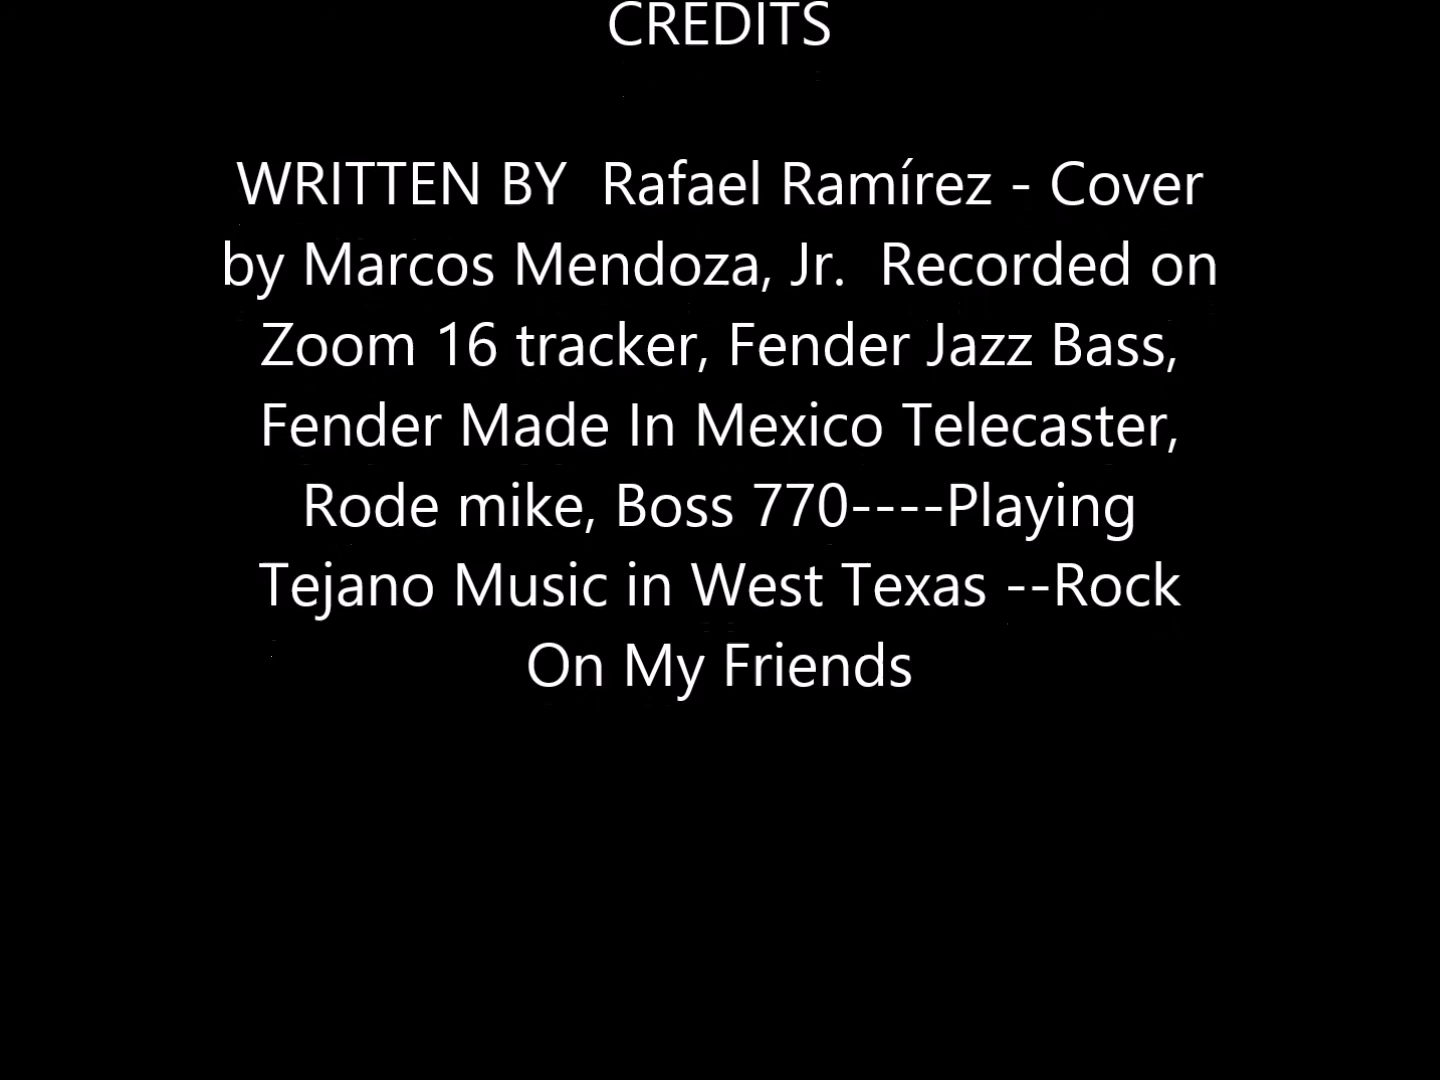 CREDITS
WRITTEN BY  Rafael Ramírez - Cover
by Marcos Mendoza, Jr.  Recorded on
Zoom 16 tracker, Fender Jazz Bass,
Fender Made In Mexico Telecaster,
Rode mike, Boss 770----Playing
Tejano Music in West Texas --Rock
On My Friends